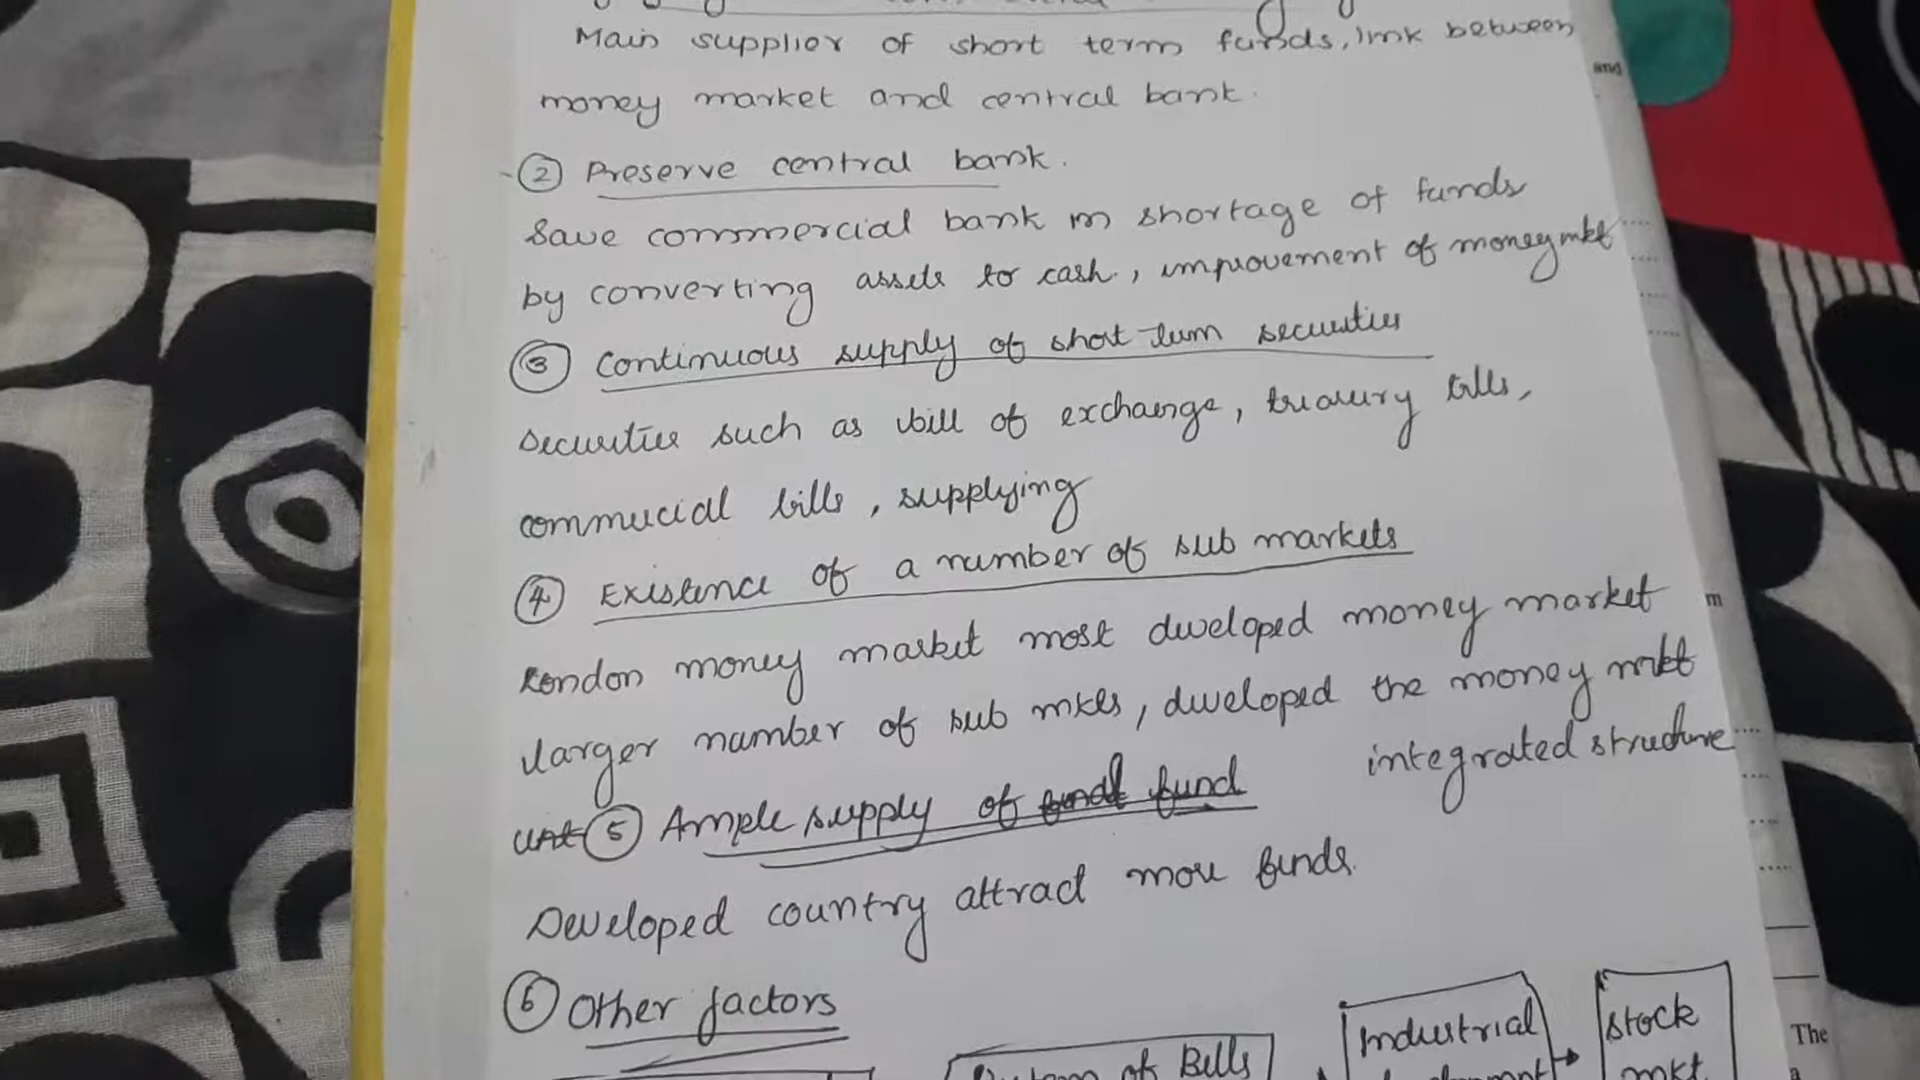 Main supplier of short term funds, link between
money market and central bank.
② Preserve central bank.
Save commercial bank in shortage of funds
by converting assets to cash, improvement of money mkt
③ Continuous supply of short term securities
securities such as bill of exchange, treasury bills,
commercial bills, supplying
④ Existence of a number of sub markets
London money market most developed money market
larger number of sub mkts, developed the money mkt
integrated structure
⑤ Ample supply of fund
Developed country attract more funds.
⑥ Other factors
of Bills
Industrial
stock
mkt.
and
m
The
a